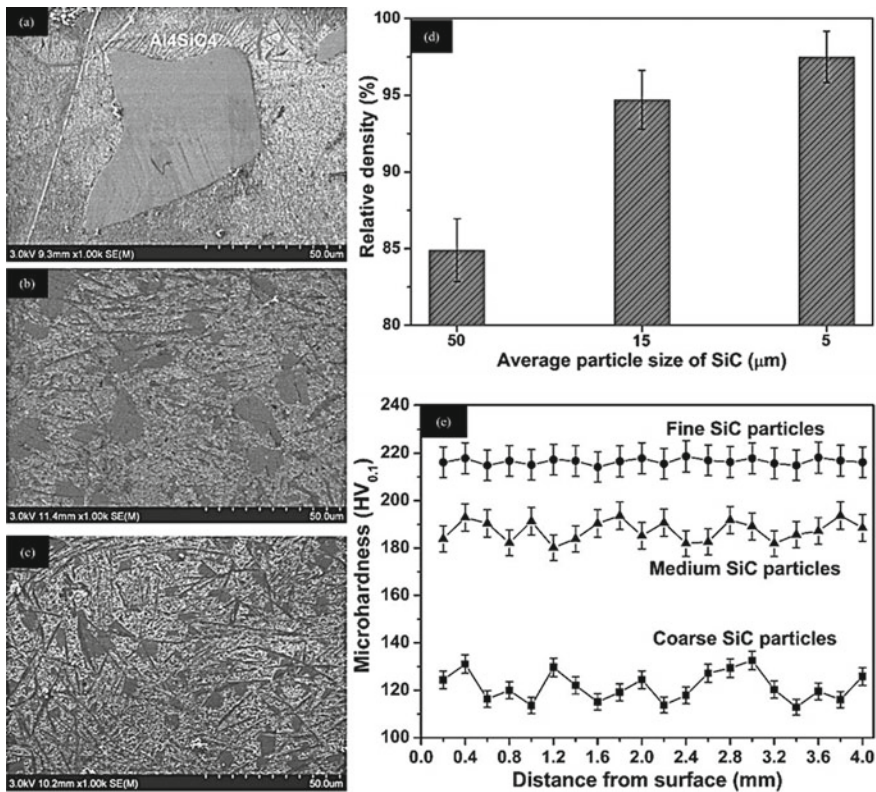 (a)
Al4SiC4
3.0kV 9.3mm x1.00k SE(M)
50.0um
(b)
3.0kV 11.4mm x1.00k SE(M)
50.0um
(c)
3.0kV 10.2mm x1.00k SE(M)
50.0um
(d)
Relative density (%)
100
95
90
85
80
50
15
5
Average particle size of SiC (μm)
(e)
Microhardness (HV0.1)
240
220
200
180
160
140
120
100
Fine SiC particles
Medium SiC particles
Coarse SiC particles
0.0
0.4
0.8
1.2
1.6
2.0
2.4
2.8
3.2
3.6
4.0
Distance from surface (mm)